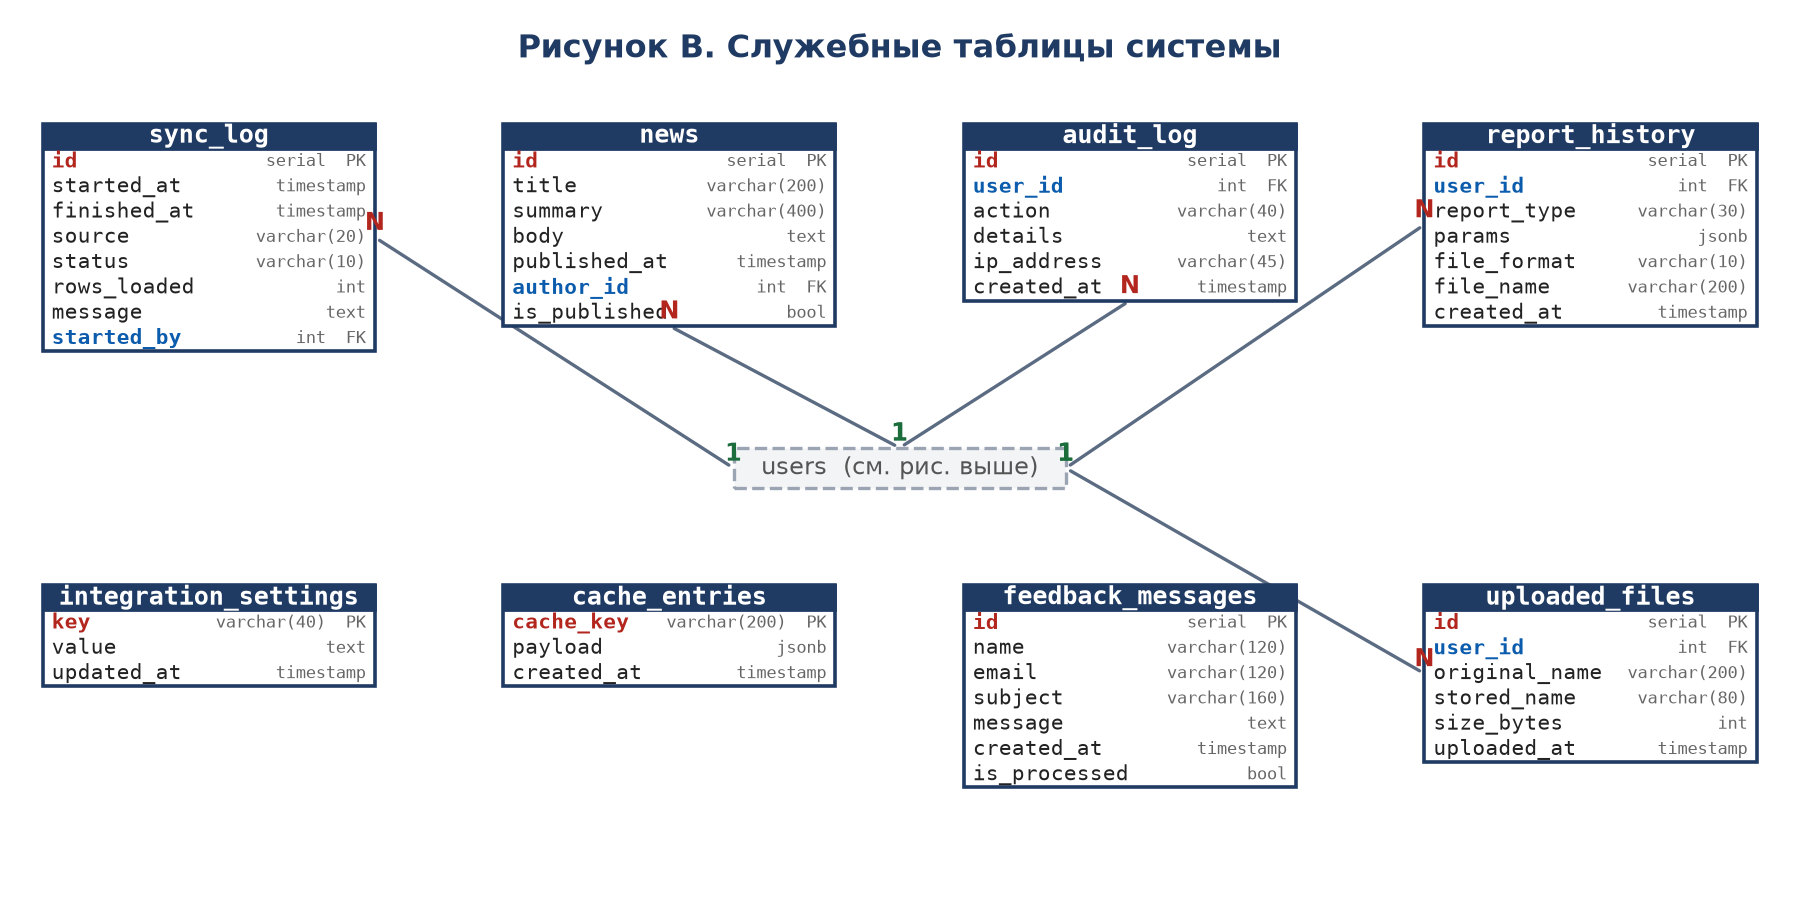 Рисунок В. Служебные таблицы системы
sync_log
id serial PK
started_at timestamp
finished_at timestamp
source varchar(20)
status varchar(10)
rows_loaded int
message text
started_by int FK
N
news
id serial PK
title varchar(200)
summary varchar(400)
body text
published_at timestamp
author_id int FK
is_published bool
N
audit_log
id serial PK
user_id int FK
action varchar(40)
details text
ip_address varchar(45)
created_at timestamp
N
report_history
id serial PK
user_id int FK
report_type varchar(30)
params jsonb
file_format varchar(10)
file_name varchar(200)
created_at timestamp
N
1
1
1
users (см. рис. выше)
integration_settings
key varchar(40) PK
value text
updated_at timestamp
cache_entries
cache_key varchar(200) PK
payload jsonb
created_at timestamp
feedback_messages
id serial PK
name varchar(120)
email varchar(120)
subject varchar(160)
message text
created_at timestamp
is_processed bool
uploaded_files
id serial PK
user_id int FK
original_name varchar(200)
stored_name varchar(80)
size_bytes int
uploaded_at timestamp
N